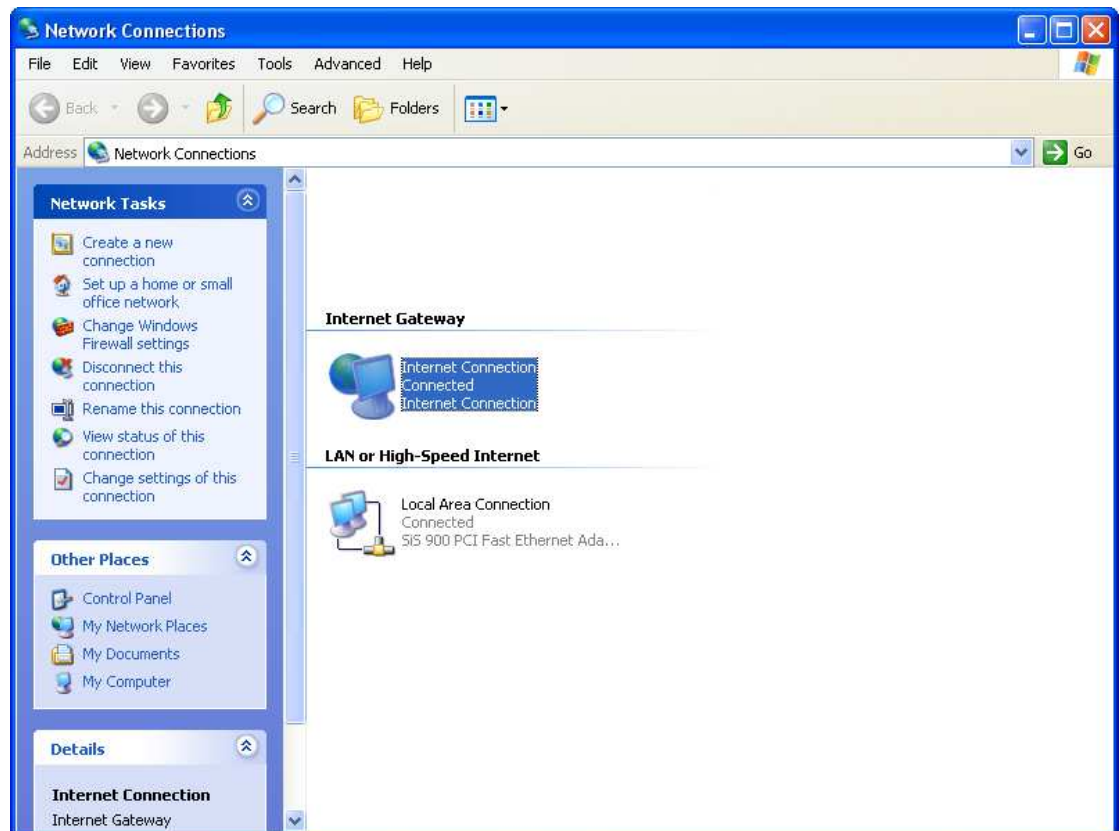 Network Connections
File Edit View Favorites Tools Advanced Help
Back Search Folders
Address Network Connections Go
Network Tasks
Create a new
connection
Set up a home or small
office network
Change Windows
Firewall settings
Disconnect this
connection
Rename this connection
View status of this
connection
Change settings of this
connection
Other Places
Control Panel
My Network Places
My Documents
My Computer
Details
Internet Connection
Internet Gateway
Internet Gateway
Internet Connection
Connected
Internet Connection
LAN or High-Speed Internet
Local Area Connection
Connected
SiS 900 PCI Fast Ethernet Ada...